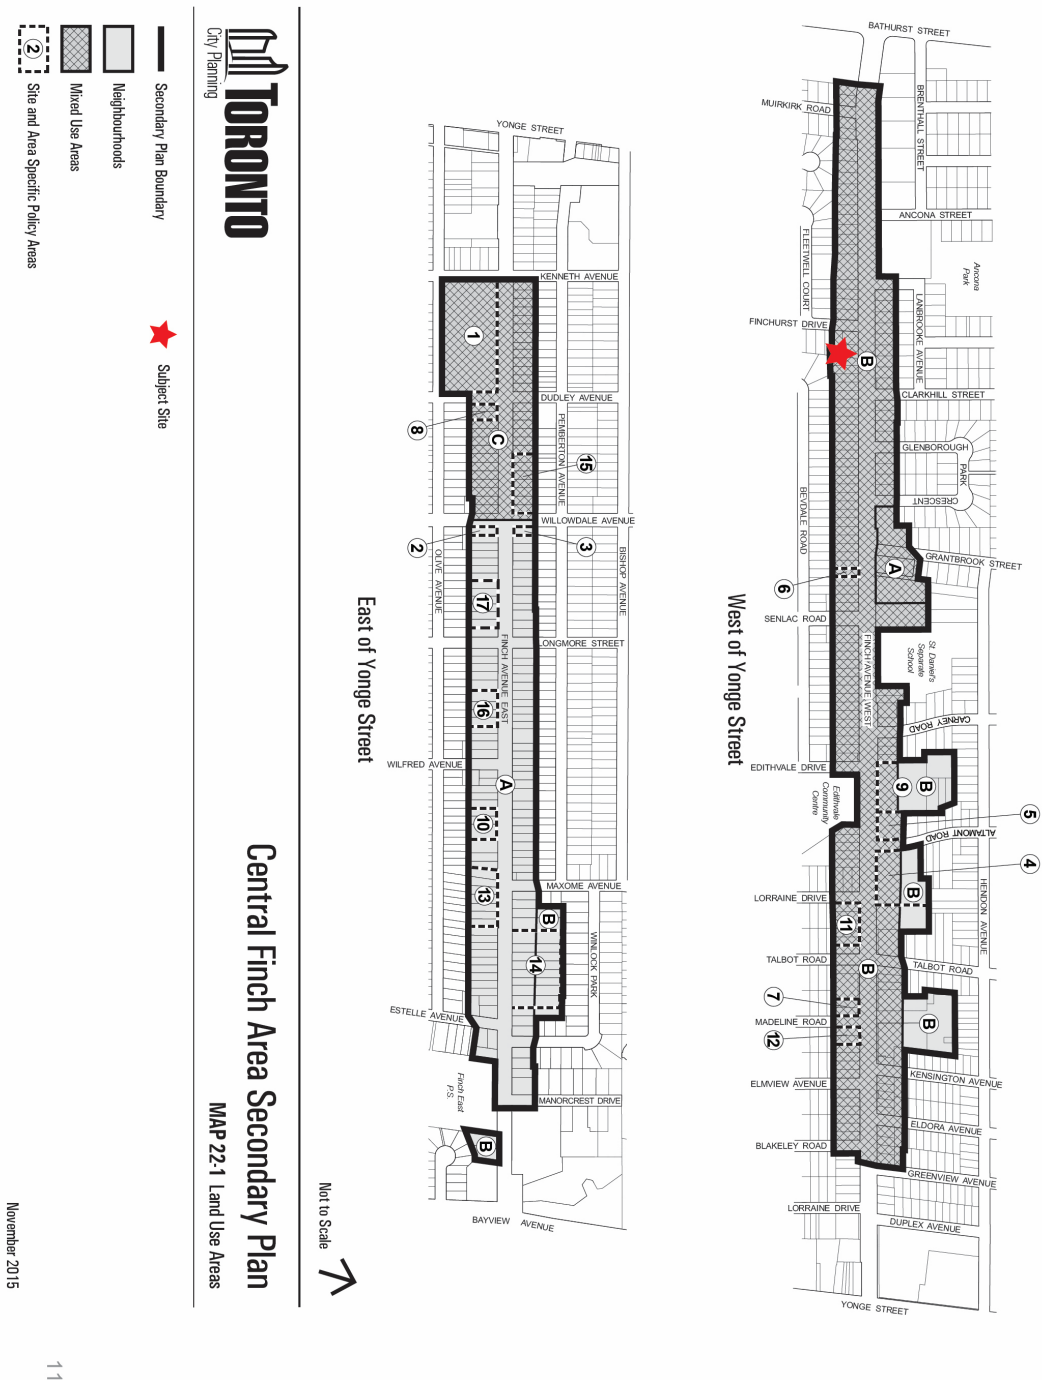 BATHURST STREET
BRENTHALL STREET
MUIRKIRK ROAD
ANCONA STREET
Ancona
Park
FLEETWELL COURT
LANBROOKE AVENUE
FINCHURST DRIVE
B
CLARKHILL STREET
GLENBOROUGH
PARK
CRESCENT
BEVDALE ROAD
GRANTBROOK STREET
A
6
SENLAC ROAD
St. Daniel's
Separate
School
FINCH AVENUE WEST
CARNEY ROAD
EDITHVALE DRIVE
Edithvale
Community
Centre
9
B
5
ALTAMONT ROAD
4
B
HENDON AVENUE
LORRAINE DRIVE
11
TALBOT ROAD
B
TALBOT ROAD
7
MADELINE ROAD
12
B
KENSINGTON AVENUE
ELMVIEW AVENUE
ELDORA AVENUE
BLAKELEY ROAD
GREENVIEW AVENUE
LORRAINE DRIVE
DUPLEX AVENUE
YONGE STREET
West of Yonge Street
YONGE STREET
KENNETH AVENUE
1
DUDLEY AVENUE
8
C
PEMBERTON AVENUE
15
WILLOWDALE AVENUE
2
3
OLIVE AVENUE
BISHOP AVENUE
17
FINCH AVENUE EAST
LONGMORE STREET
16
WILFRED AVENUE
A
10
13
MAXOME AVENUE
B
14
WINLOCK PARK
ESTELLE AVENUE
Finch East
P.S.
MANORCREST DRIVE
B
BAYVIEW AVENUE
East of Yonge Street
Not to Scale
TORONTO
City Planning
Central Finch Area Secondary Plan
MAP 22-1 Land Use Areas
Secondary Plan Boundary
Subject Site
Neighbourhoods
Mixed Use Areas
2
Site and Area Specific Policy Areas
November 2015
11